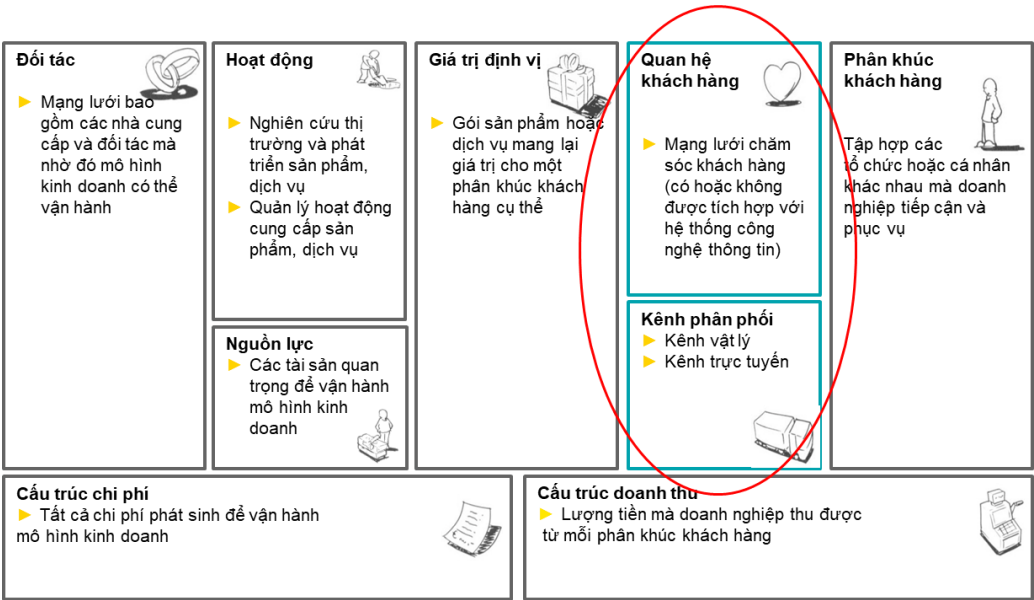 Đối tác
► Mạng lưới bao
gồm các nhà cung
cấp và đối tác mà
nhờ đó mô hình
kinh doanh có thể
vận hành
Hoạt động
► Nghiên cứu thị
trường và phát
triển sản phẩm,
dịch vụ
► Quản lý hoạt động
cung cấp sản
phẩm, dịch vụ
Nguồn lực
► Các tài sản quan
trọng để vận hành
mô hình kinh
doanh
Giá trị định vị
► Gói sản phẩm hoặc
dịch vụ mang lại
giá trị cho một
phân khúc khách
hàng cụ thể
Quan hệ
khách hàng
► Mạng lưới chăm
sóc khách hàng
(có hoặc không
được tích hợp với
hệ thống công
nghệ thông tin)
Kênh phân phối
► Kênh vật lý
► Kênh trực tuyến
Phân khúc
khách hàng
Tập hợp các
tổ chức hoặc cá nhân
khác nhau mà doanh
nghiệp tiếp cận và
phục vụ
Cấu trúc chi phí
► Tất cả chi phí phát sinh để vận hành
mô hình kinh doanh
Cấu trúc doanh thu
► Lượng tiền mà doanh nghiệp thu được
từ mỗi phân khúc khách hàng